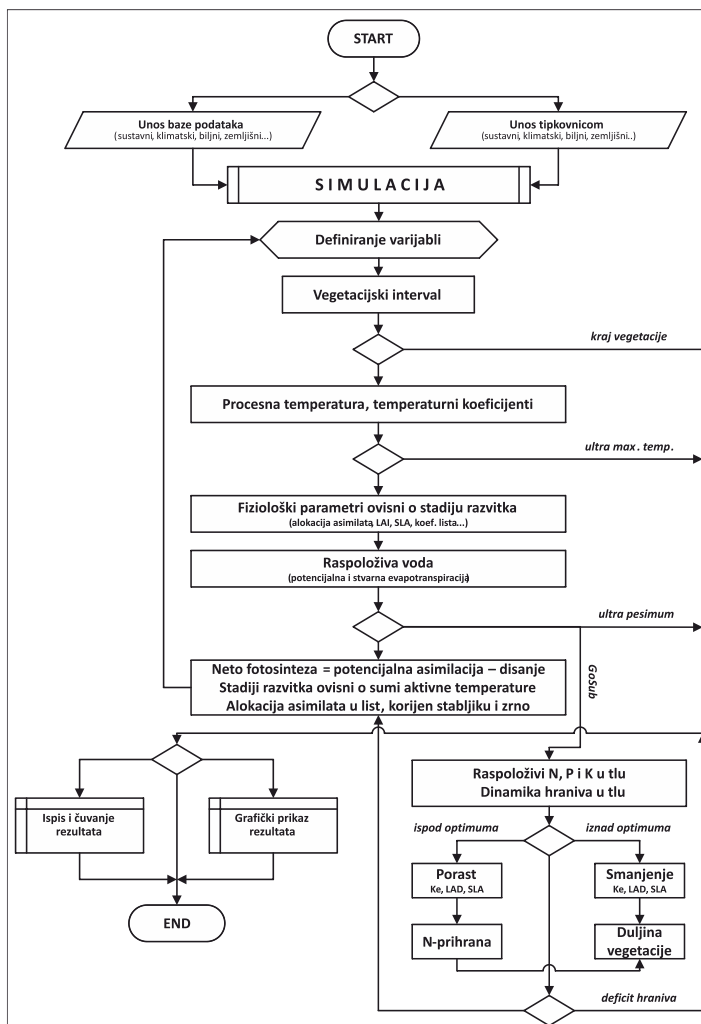 START
Unos baze podataka
(sustavni, klimatski, biljni, zemljišni...)
Unos tipkovnicom
(sustavni, klimatski, biljni, zemljišni..)
SIMULACIJA
Definiranje varijabli
Vegetacijski interval
kraj vegetacije
Procesna temperatura, temperaturni koeficijenti
ultra max. temp.
Fiziološki parametri ovisni o stadiju razvitka
(alokacija asimilata, LAI, SLA, koef. lista...)
Raspoloživa voda
(potencijalna i stvarna evapotranspiracija)
ultra pesimum
GoSub
Neto fotosinteza = potencijalna asimilacija – disanje
Stadiji razvitka ovisni o sumi aktivne temperature
Alokacija asimilata u list, korijen stabljiku i zrno
Raspoloživi N, P i K u tlu
Dinamika hraniva u tlu
Ispis i čuvanje
rezultata
Grafički prikaz
rezultata
ispod optimuma
iznad optimuma
Porast
Ke, LAD, SLA
Smanjenje
Ke, LAD, SLA
END
N-prihrana
Duljina
vegetacije
deficit hraniva